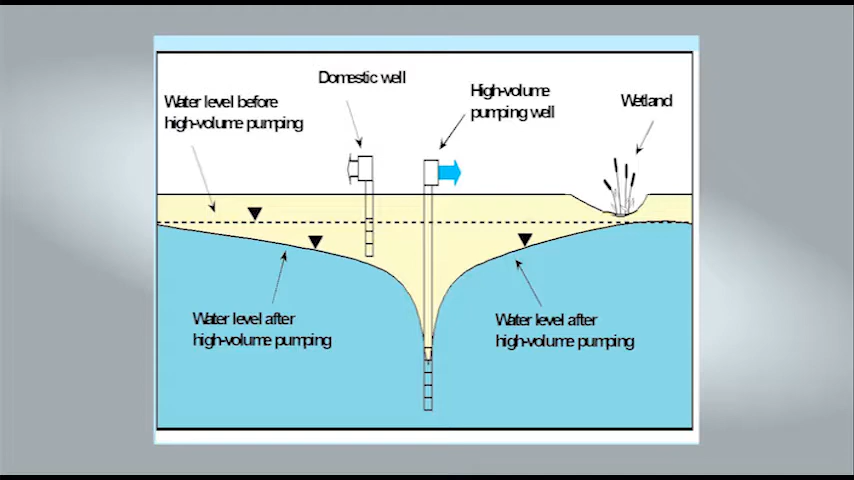 Domestic well
High-volume
pumping well
Wetland
Water level before
high-volume pumping
Water level after
high-volume pumping
Water level after
high-volume pumping